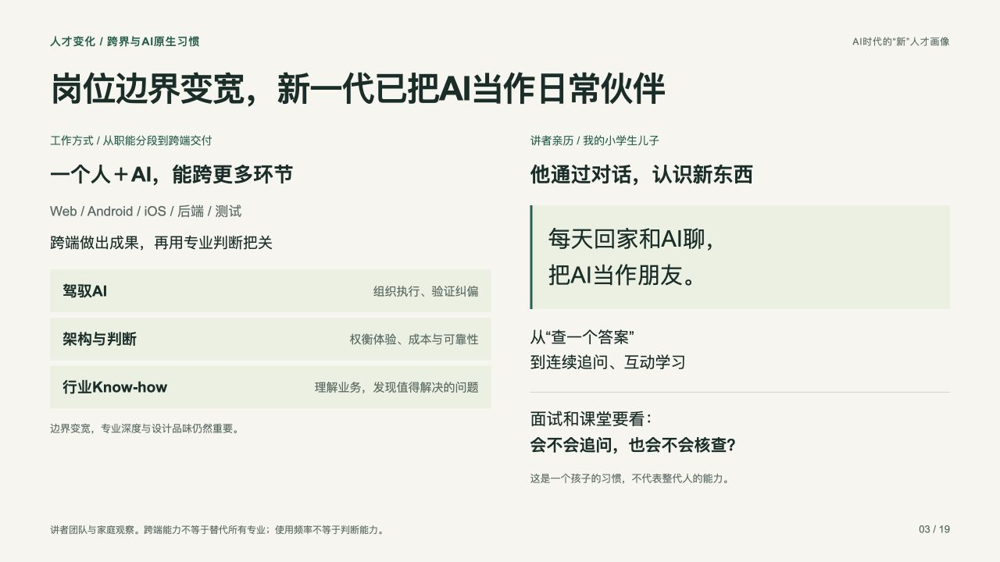 人才变化 / 跨界与AI原生习惯
AI时代的“新”人才画像
岗位边界变宽，新一代已把AI当作日常伙伴
工作方式 / 从职能分段到跨端交付
一个人＋AI，能跨更多环节
Web / Android / iOS / 后端 / 测试
跨端做出成果，再用专业判断把关
驾驭AI
组织执行、验证纠偏
架构与判断
权衡体验、成本与可靠性
行业Know-how
理解业务，发现值得解决的问题
边界变宽，专业深度与设计品味仍然重要。
讲者亲历 / 我的小学生儿子
他通过对话，认识新东西
每天回家和AI聊，
把AI当作朋友。
从“查一个答案”
到连续追问、互动学习
面试和课堂要看：
会不会追问，也会不会核查？
这是一个孩子的习惯，不代表整代人的能力。
讲者团队与家庭观察。跨端能力不等于替代所有专业；使用频率不等于判断能力。
03 / 19